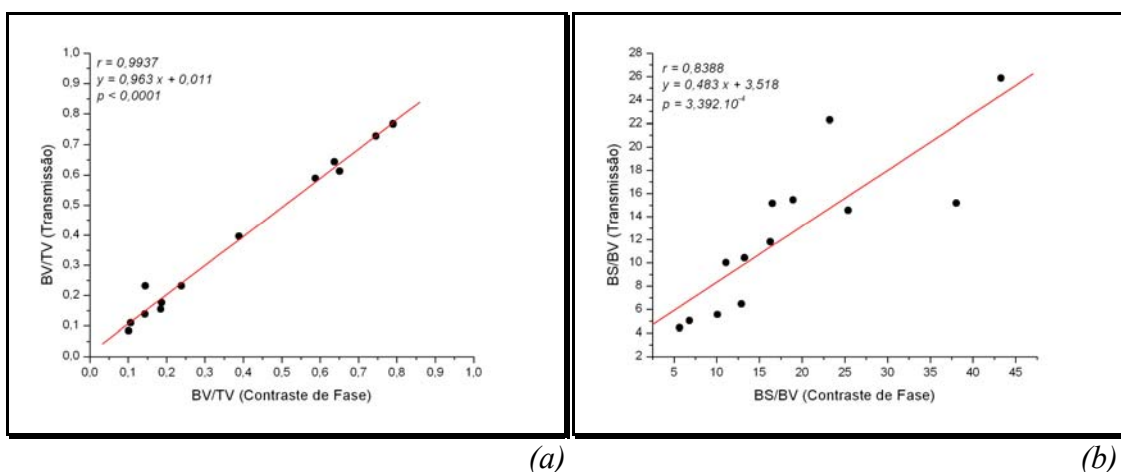 r = 0,9937
y = 0,963 x + 0,011
p < 0,0001
1,0
0,9
0,8
0,7
0,6
0,5
0,4
0,3
0,2
0,1
0,0
BV/TV (Transmissão)
0,0 0,1 0,2 0,3 0,4 0,5 0,6 0,7 0,8 0,9 1,0
BV/TV (Contraste de Fase)
(a)
r = 0,8388
y = 0,483 x + 3,518
p = 3,392.10⁻⁴
28
26
24
22
20
18
16
14
12
10
8
6
4
2
BS/BV (Transmissão)
5 10 15 20 25 30 35 40 45
BS/BV (Contraste de Fase)
(b)